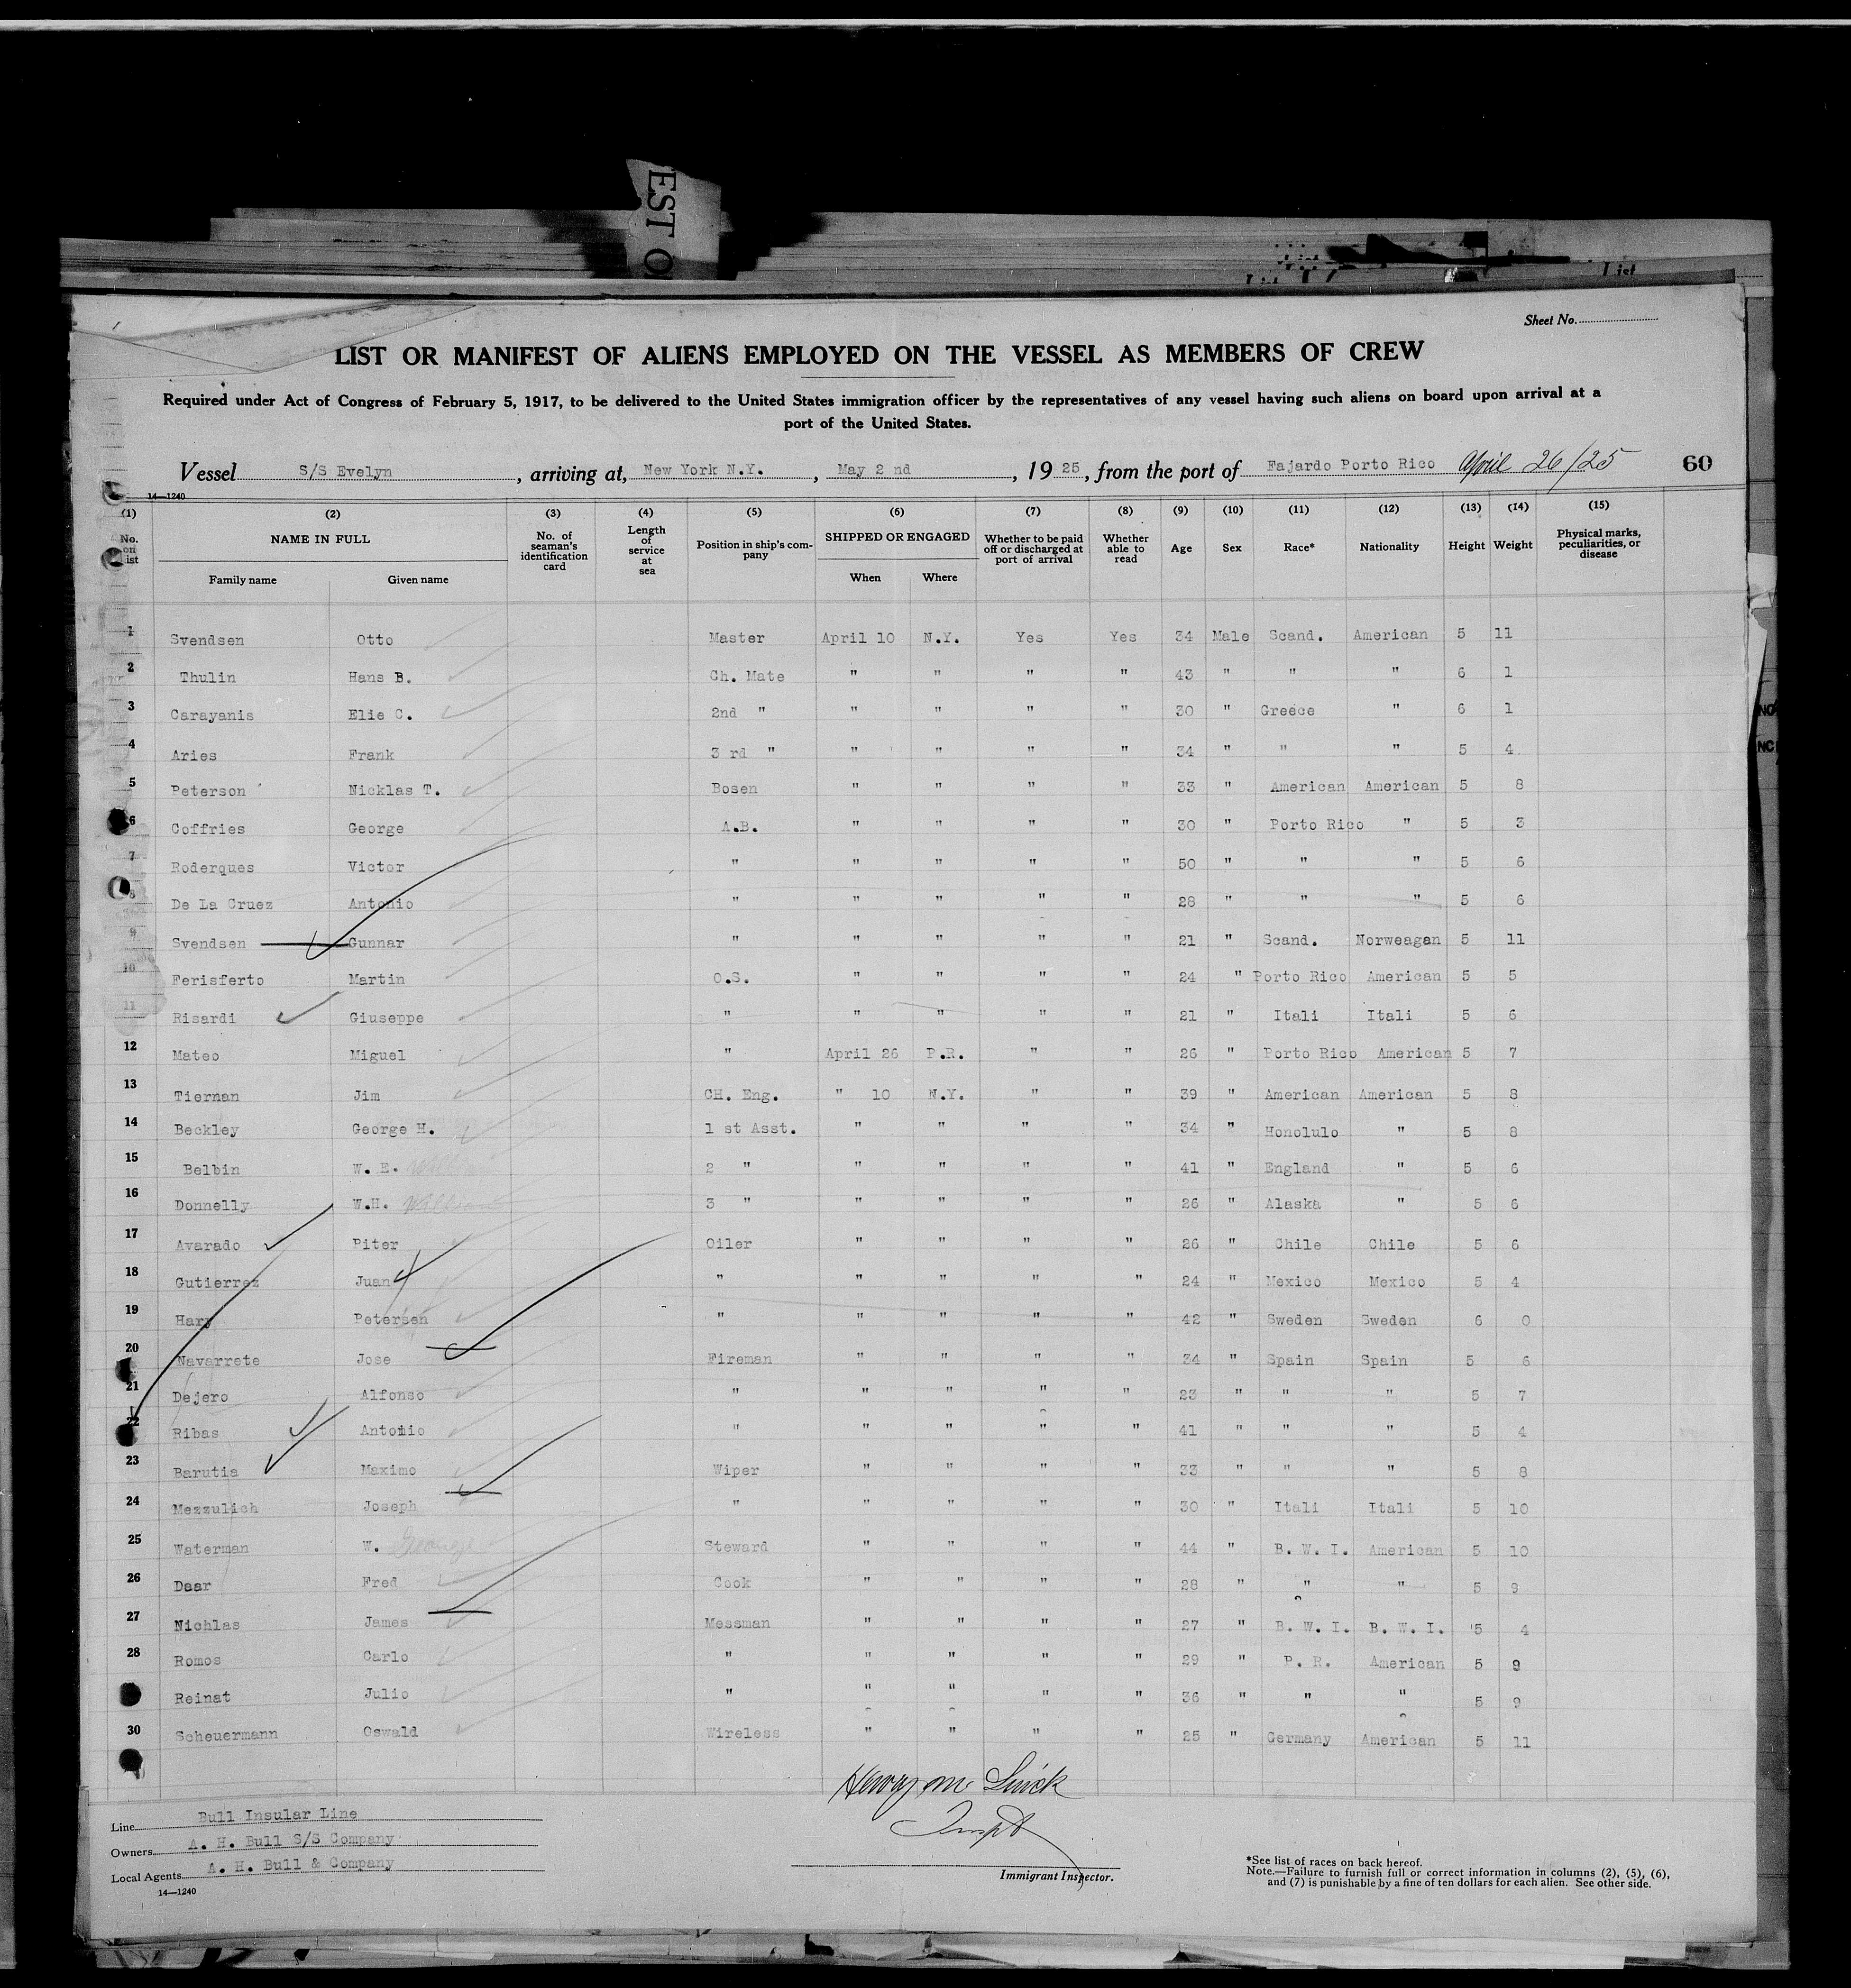 EST O
List
List
Sheet No.
LIST OR MANIFEST OF ALIENS EMPLOYED ON THE VESSEL AS MEMBERS OF CREW
Required under Act of Congress of February 5, 1917, to be delivered to the United States immigration officer by the representatives of any vessel having such aliens on board upon arrival at a
port of the United States.
Vessel S/S Evelyn, arriving at, New York N.Y., May 2 nd, 19 25, from the port of Fajardo Porto Rico April 26/25 60
14—1240
(1) (2) (3) (4) (5) (6) (7) (8) (9) (10) (11) (12) (13) (14) (15)
No. on list NAME IN FULL Family name Given name No. of seaman's identification card Length of service at sea Position in ship's company SHIPPED OR ENGAGED When Where Whether to be paid off or discharged at port of arrival Whether able to read Age Sex Race* Nationality Height Weight Physical marks, peculiarities, or disease
1 Svendsen Otto Master April 10 N.Y. Yes Yes 34 Male Scand. American 5 11
2 Thulin Hans B. Ch. Mate " " " " 43 " " " 6 1
3 Carayanis Elie C. 2nd " " " " " 30 " Greece " 6 1
4 Aries Frank 3 rd " " " " " 34 " " " 5 4
5 Peterson Nicklas T. Bosen " " " " 33 " American American 5 8
6 Coffries George A.B. " " " " 30 " Porto Rico " 5 3
7 Roderques Victor " " " " " 50 " " " 5 6
8 De La Cruez Antonio " " " " " 28 " " " 5 6
9 Svendsen Gunnar " " " " " 21 " Scand. Norweagan 5 11
10 Ferisferto Martin O.S. " " " " 24 " Porto Rico American 5 5
11 Risardi Giuseppe " " " " " 21 " Itali Itali 5 6
12 Mateo Miguel " April 26 P.R. " " 26 " Porto Rico American 5 7
13 Tiernan Jim CH. Eng. " 10 N.Y. " " 39 " American American 5 8
14 Beckley George H. 1 st Asst. " " " " 34 " Honolulo " 5 8
15 Belbin W. E. 2 " " " " " 41 " England " 5 6
16 Donnelly W.H. William 3 " " " " " 26 " Alaska " 5 6
17 Avarado Piter Oiler " " " " 26 " Chile Chile 5 6
18 Gutierrez Juan " " " " " 24 " Mexico Mexico 5 4
19 Hary Petersen " " " " " 42 " Sweden Sweden 6 0
20 Navarrete Jose Fireman " " " " 34 " Spain Spain 5 6
21 Dejero Alfonso " " " " " 23 " " " 5 7
22 Ribas Antonio " " " " " 41 " " " 5 4
23 Barutia Maximo Wiper " " " " 33 " " " 5 8
24 Mezzulich Joseph " " " " " 30 " Itali Itali 5 10
25 Waterman W. George Steward " " " " 44 " B. W. I. American 5 10
26 Daar Fred Cook " " " " 28 " " " 5 9
27 Nichlas James Messman " " " " 27 " B. W. I. B. W. I. 5 4
28 Romos Carlo " " " " " 29 " P. R. American 5 9
Reinat Julio " " " " " 36 " " " 5 9
30 Scheuermann Oswald Wireless " " " " 25 " Germany American 5 11
Line Bull Insular Line
Owners A. H. Bull S/S Company
Local Agents A. H. Bull & Company
14—1240
Inspt
Immigrant Inspector.
*See list of races on back hereof.
Note.—Failure to furnish full or correct information in columns (2), (5), (6),
and (7) is punishable by a fine of ten dollars for each alien. See other side.